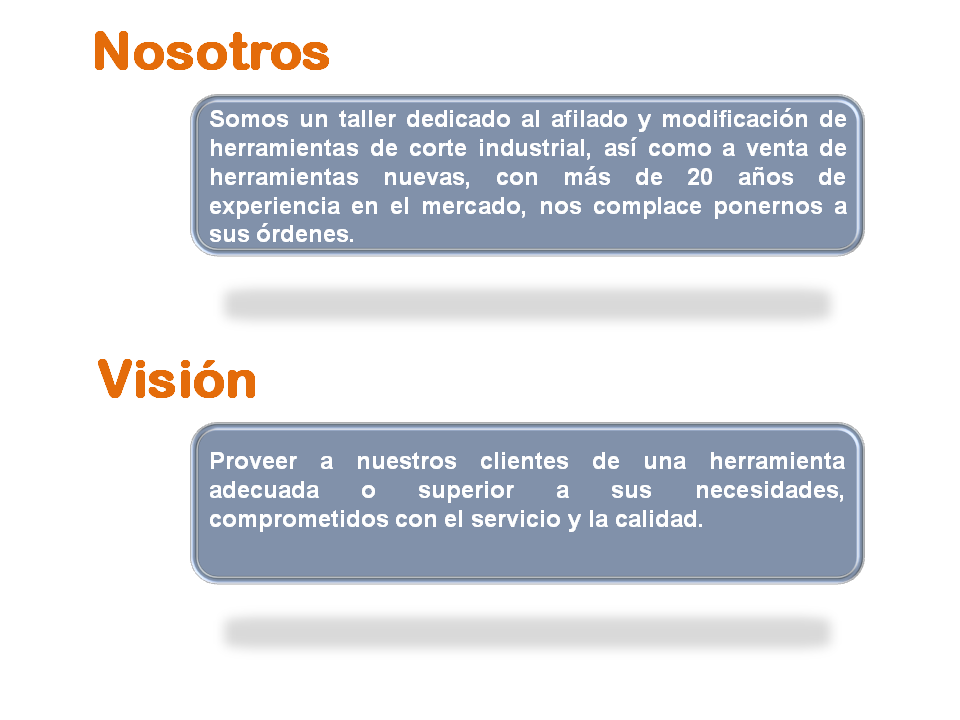 Nosotros
Somos un taller dedicado al afilado y modificación de
herramientas de corte industrial, así como a venta de
herramientas nuevas, con más de 20 años de
experiencia en el mercado, nos complace ponernos a
sus órdenes.
Visión
Proveer a nuestros clientes de una herramienta
adecuada o superior a sus necesidades,
comprometidos con el servicio y la calidad.